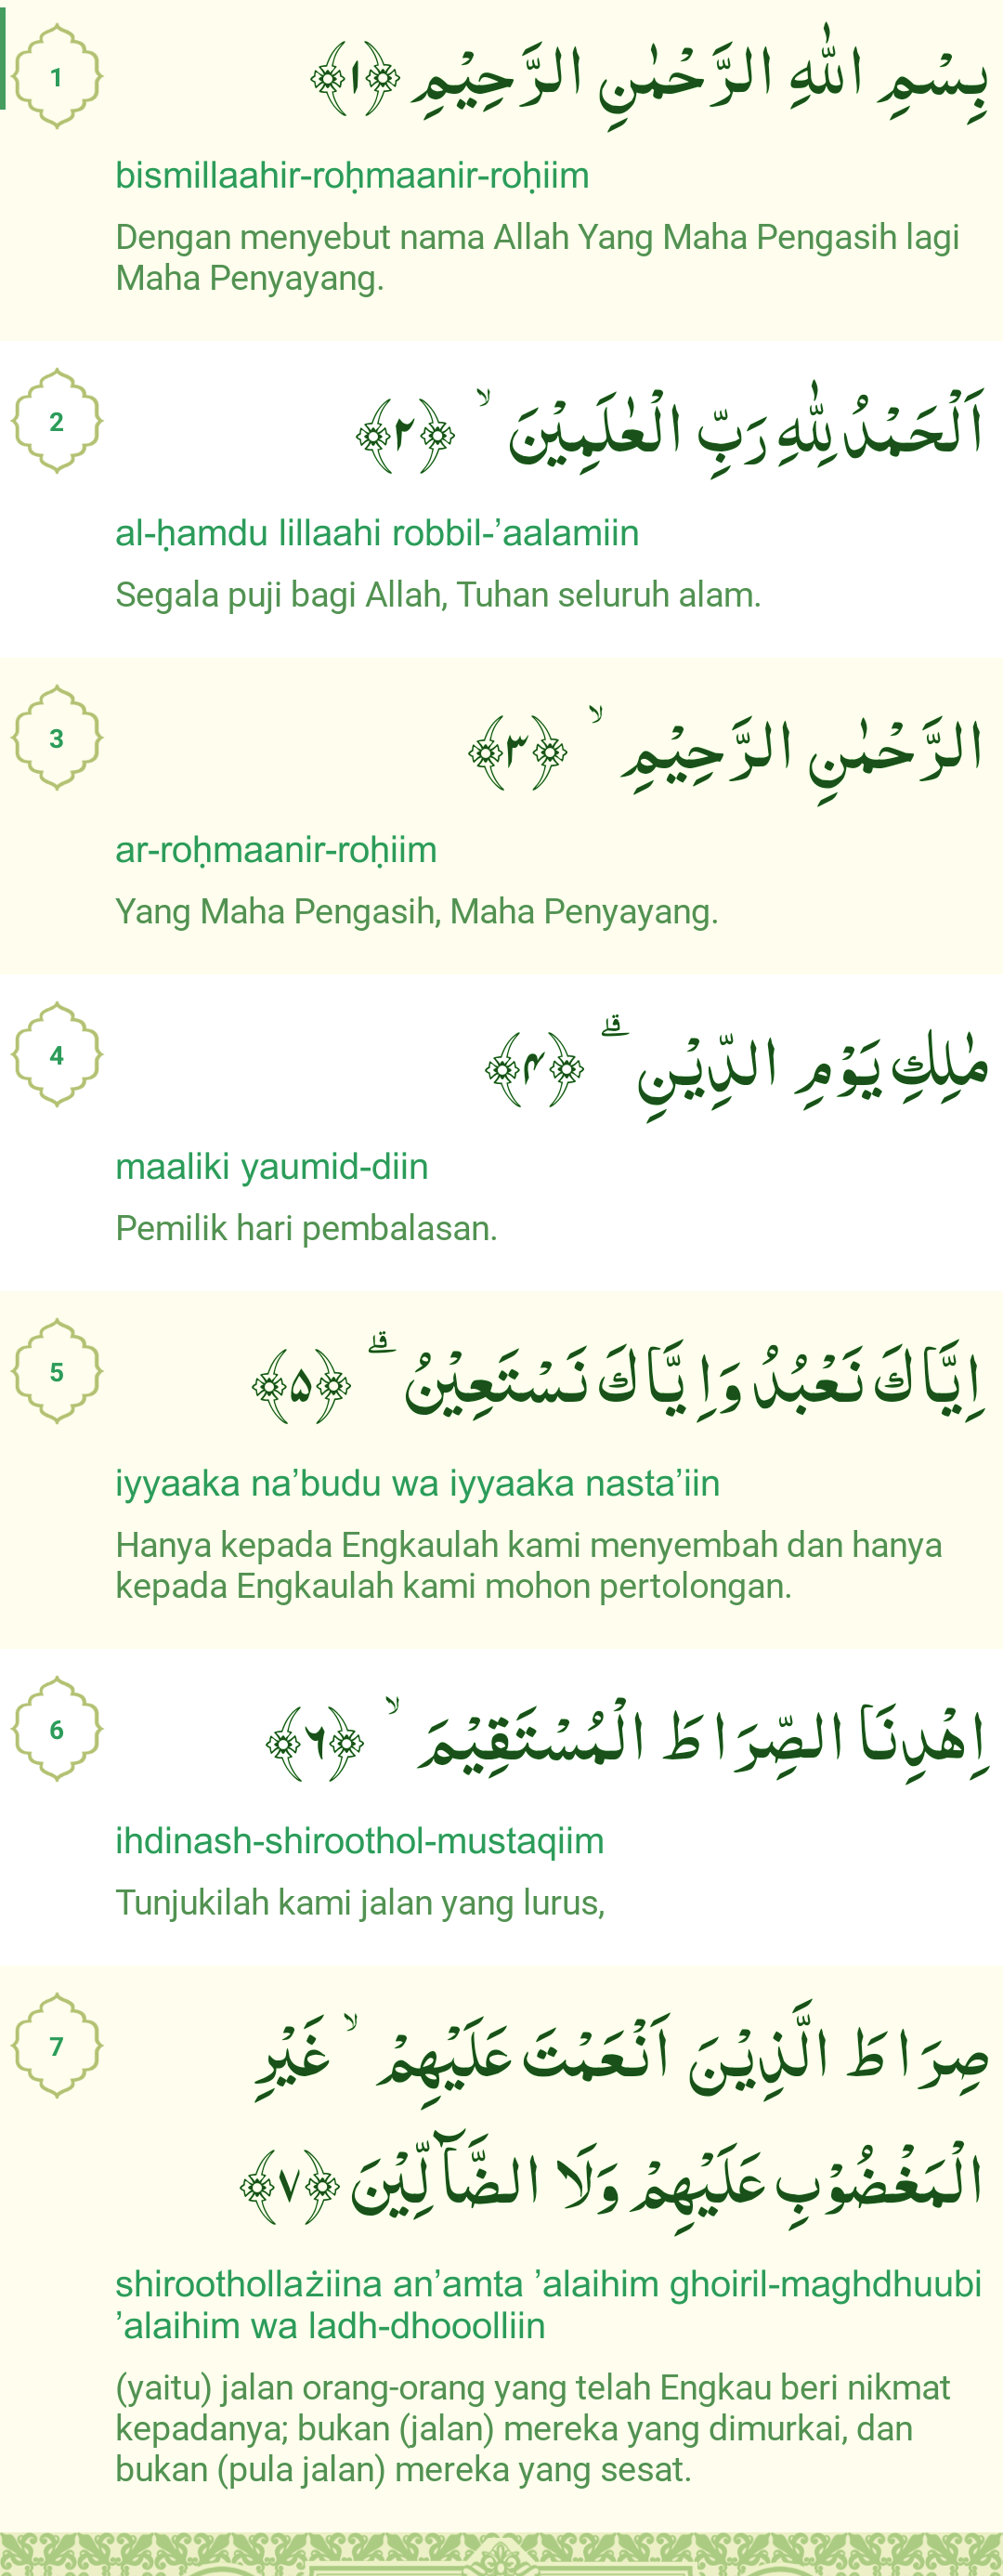 1
بِسْمِ اللّٰهِ الرَّحْمٰنِ الرَّحِيْمِ ﴿١﴾
bismillaahir-roḥmaanir-roḥiim
Dengan menyebut nama Allah Yang Maha Pengasih lagi
Maha Penyayang.
2
اَلْحَمْدُ لِلّٰهِ رَبِّ الْعٰلَمِيْنَ ۙ ﴿٢﴾
al-ḥamdu lillaahi robbil-’aalamiin
Segala puji bagi Allah, Tuhan seluruh alam.
3
الرَّحْمٰنِ الرَّحِيْمِ ۙ ﴿٣﴾
ar-roḥmaanir-roḥiim
Yang Maha Pengasih, Maha Penyayang.
4
مٰلِكِ يَوْمِ الدِّيْنِ ۗ ﴿۴﴾
maaliki yaumid-diin
Pemilik hari pembalasan.
5
اِيَّاكَ نَعْبُدُ وَاِيَّاكَ نَسْتَعِيْنُ ۗ ﴿۵﴾
iyyaaka na’budu wa iyyaaka nasta’iin
Hanya kepada Engkaulah kami menyembah dan hanya
kepada Engkaulah kami mohon pertolongan.
6
اِهْدِنَا الصِّرَاطَ الْمُسْتَقِيْمَ ۙ ﴿٦﴾
ihdinash-shiroothol-mustaqiim
Tunjukilah kami jalan yang lurus,
7
صِرَاطَ الَّذِيْنَ اَنْعَمْتَ عَلَيْهِمْ ۙ غَيْرِ
الْمَغْضُوْبِ عَلَيْهِمْ وَلَا الضَّآلِّيْنَ ﴿٧﴾
shiroothollażiina an’amta ’alaihim ghoiril-maghdhuubi
’alaihim wa ladh-dhooolliin
(yaitu) jalan orang-orang yang telah Engkau beri nikmat
kepadanya; bukan (jalan) mereka yang dimurkai, dan
bukan (pula jalan) mereka yang sesat.